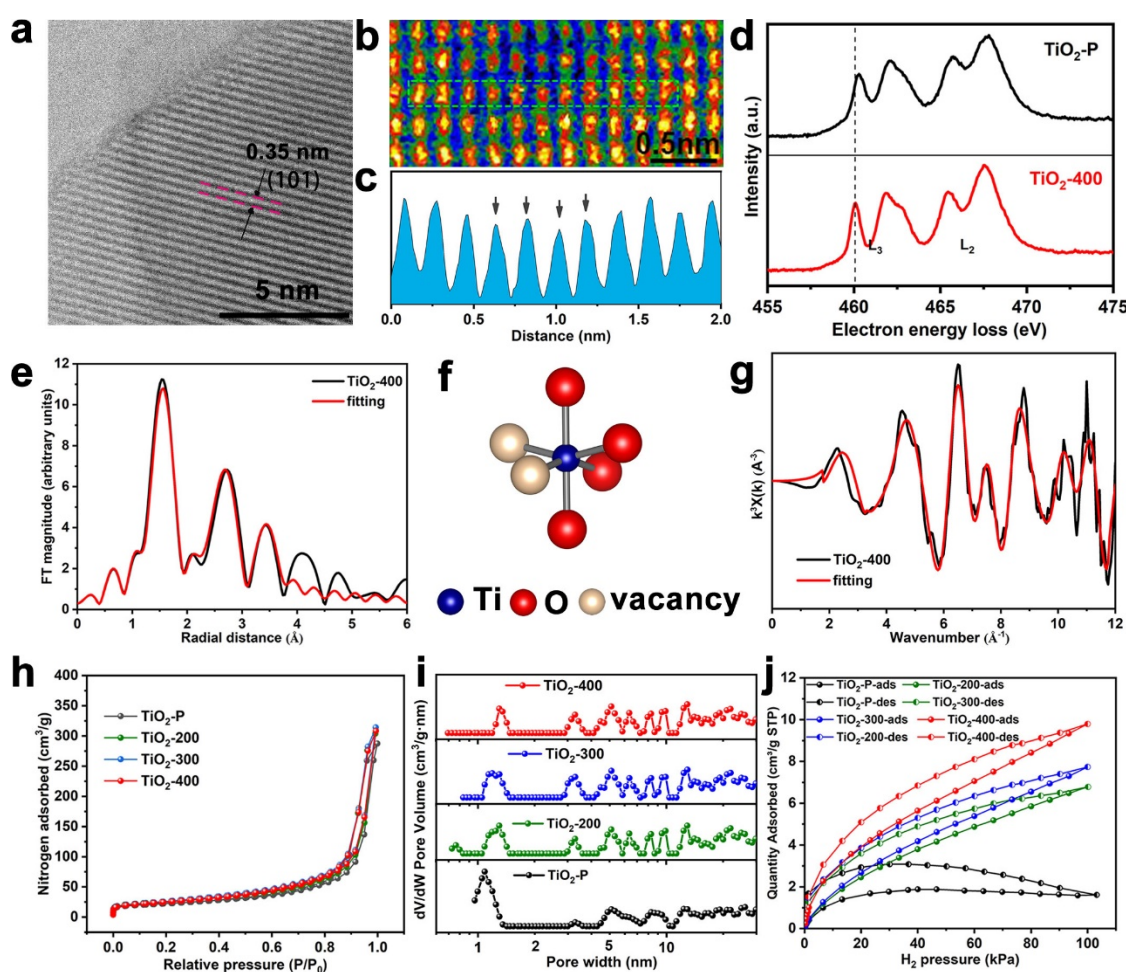 a
0.35 nm
(101)
5 nm
b
0.5nm
c
0.0 0.5 1.0 1.5 2.0
Distance (nm)
d
TiO₂-P
TiO₂-400
L₃ L₂
Intensity (a.u.)
455 460 465 470 475
Electron energy loss (eV)
e
TiO₂-400
fitting
FT magnitude (arbitrary units)
12
10
8
6
4
2
0
0 1 2 3 4 5 6
Radial distance (Å)
f
Ti O vacancy
g
k³X(k) (A⁻³)
TiO₂-400
fitting
0 2 4 6 8 10 12
Wavenumber (Å⁻¹)
h
Nitrogen adsorbed (cm³/g)
400
350
300
250
200
150
100
50
0
TiO₂-P
TiO₂-200
TiO₂-300
TiO₂-400
0.0 0.2 0.4 0.6 0.8 1.0
Relative pressure (P/P₀)
i
dV/dW Pore Volume (cm³/g·nm)
TiO₂-400
TiO₂-300
TiO₂-200
TiO₂-P
1 2 5 10 20
Pore width (nm)
j
Quantity Adsorbed (cm³/g STP)
12
10
8
6
4
2
0
TiO₂-P-ads TiO₂-200-ads
TiO₂-P-des TiO₂-300-des
TiO₂-300-ads TiO₂-400-ads
TiO₂-200-des TiO₂-400-des
0 20 40 60 80 100
H₂ pressure (kPa)